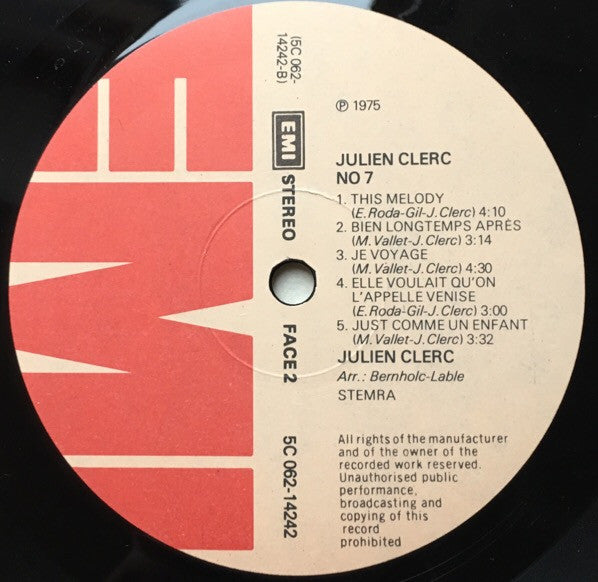 EMI
(5C 062-
14242-B)
EMI
STEREO
FACE 2
5C 062-14242
℗ 1975
JULIEN CLERC
NO 7
1. THIS MELODY
(E. Roda-Gil-J. Clerc) 4:10
2. BIEN LONGTEMPS APRÈS
(M. Vallet-J. Clerc) 3:14
3. JE VOYAGE
(M. Vallet-J. Clerc) 4:30
4. ELLE VOULAIT QU'ON
L'APPELLE VENISE
(E. Roda-Gil-J. Clerc) 3:00
5. JUST COMME UN ENFANT
(M. Vallet-J. Clerc) 3:32
JULIEN CLERC
Arr.: Bernholc-Lable
STEMRA
All rights of the manufacturer
and of the owner of the
recorded work reserved.
Unauthorised public
performance,
broadcasting and
copying of this
record
prohibited